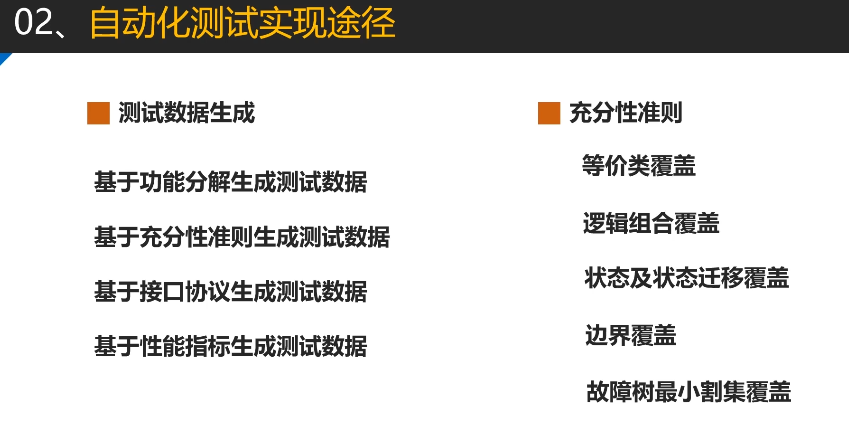 02、自动化测试实现途径
测试数据生成
基于功能分解生成测试数据
基于充分性准则生成测试数据
基于接口协议生成测试数据
基于性能指标生成测试数据
充分性准则
等价类覆盖
逻辑组合覆盖
状态及状态迁移覆盖
边界覆盖
故障树最小割集覆盖